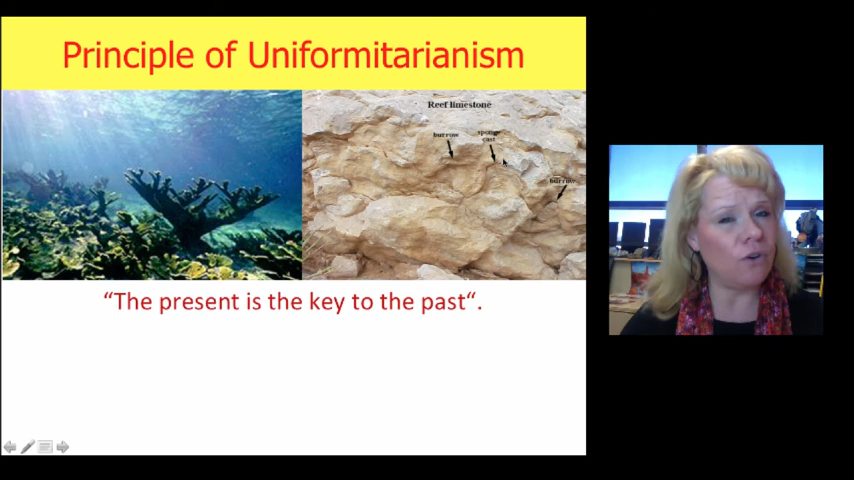 Principle of Uniformitarianism
Reef limestone
burrow
sponge
cast
burrow
“The present is the key to the past“.